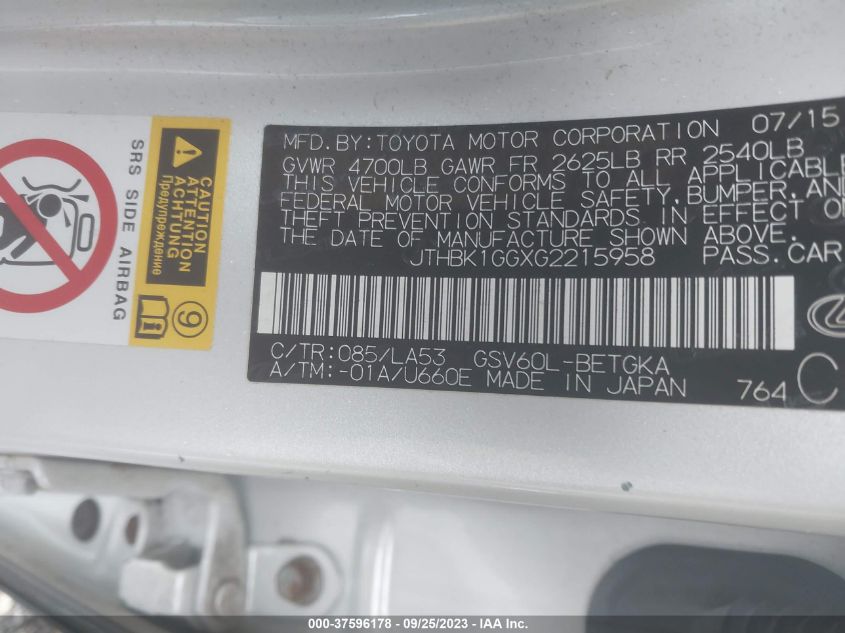 MFD.BY:TOYOTA MOTOR CORPORATION 07/15
GVWR 4700LB GAWR FR 2625LB RR 2540LB
THIS VEHICLE CONFORMS TO ALL APPLICABLE
FEDERAL MOTOR VEHICLE SAFETY,BUMPER,AND
THEFT PREVENTION STANDARDS IN EFFECT ON
THE DATE OF MANUFACTURE SHOWN ABOVE.
JTHBK1GGXG2215958 PASS.CAR
C/TR:085/LA53 GSV60L-BETGKA
A/TM:-01A/U660E MADE IN JAPAN 764 C
SRS SIDE AIRBAG
CAUTION
ACHTUNG
Предупреждение
9
000-37596178 - 09/25/2023 -